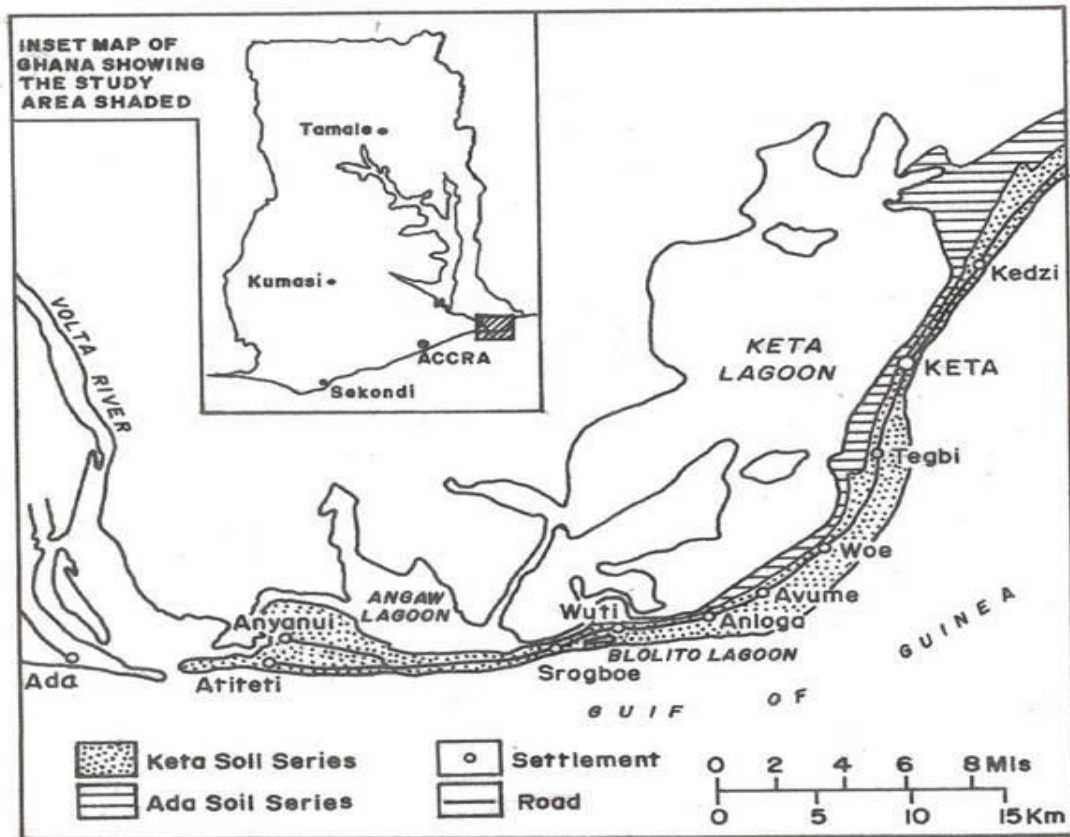 INSET MAP OF
GHANA SHOWING
THE STUDY
AREA SHADED
Tamale
Kumasi
ACCRA
Sekondi
VOLTA RIVER
KETA
LAGOON
Kedzi
KETA
Tegbi
Woe
Avume
Anloga
ANGAW
LAGOON
Wuti
BLOLITO LAGOON
Srogboe
Anyanui
Atiteti
Ada
GUIF OF GUINEA
Keta Soil Series
Ada Soil Series
Settlement
Road
0 2 4 6 8 Mls
5 10 15 Km